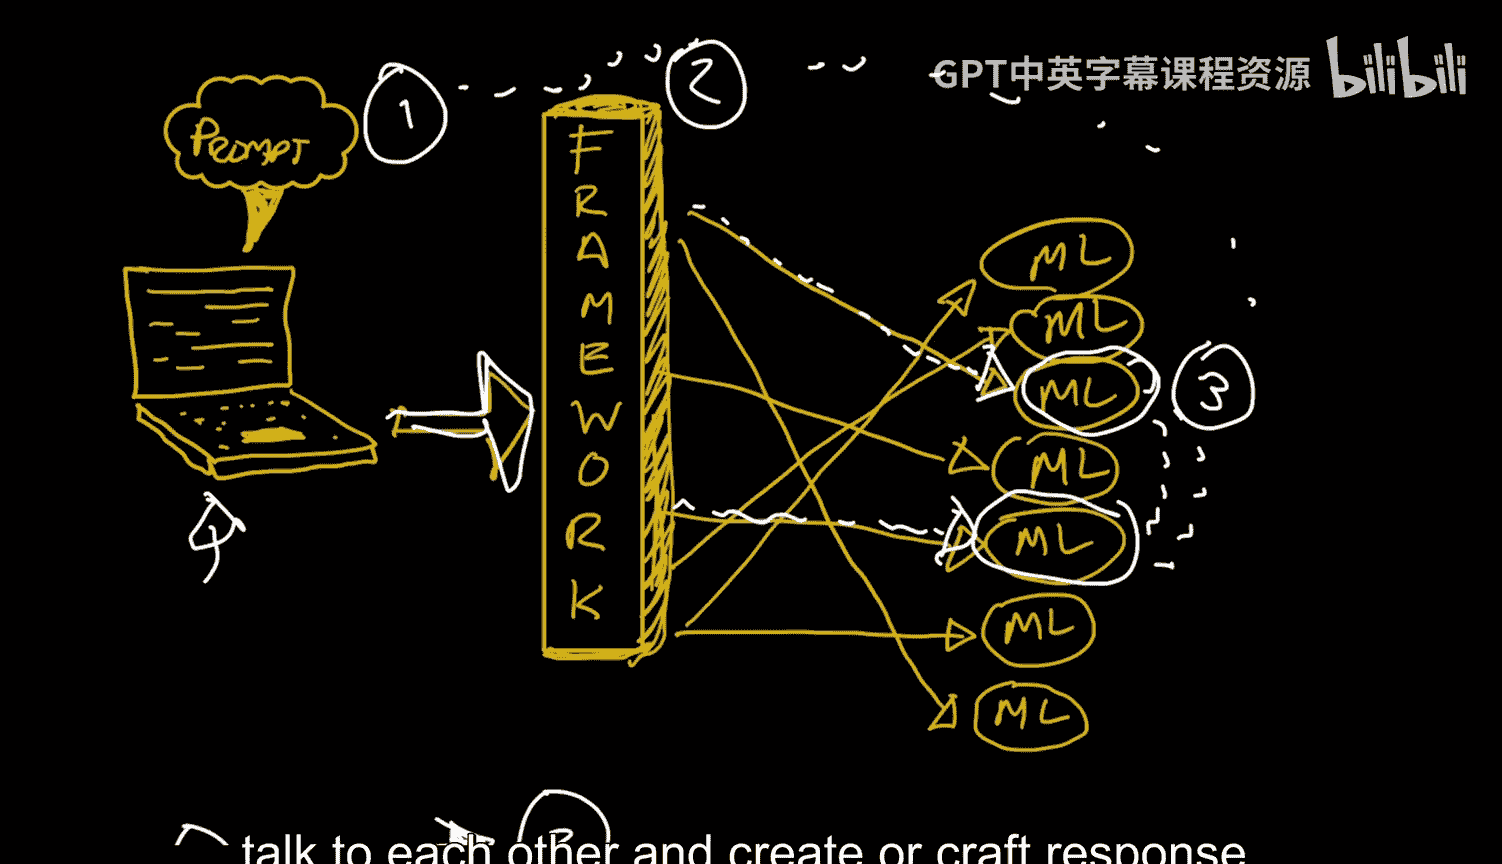 GPT中英字幕课程资源 bilibili
PROMPT
1
2
FRAMEWORK
ML
ML
ML
3
ML
ML
ML
ML
talk to each other and create or craft response